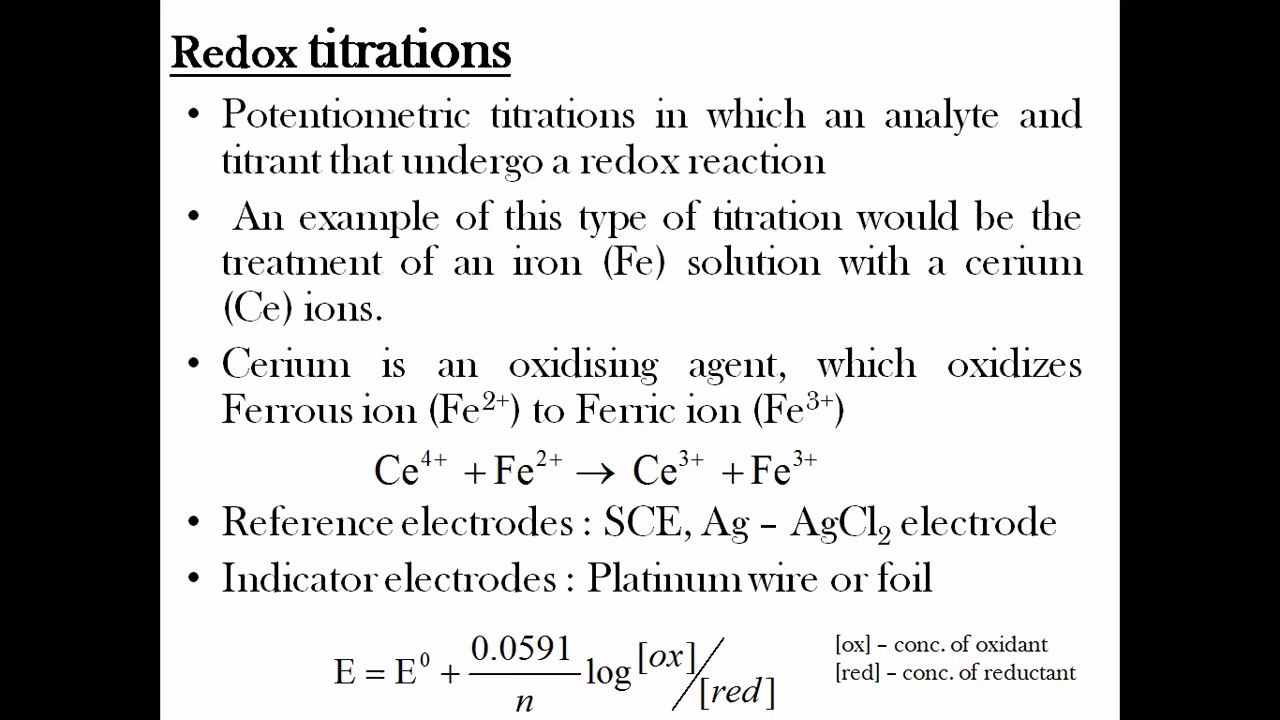 Redox titrations
• Potentiometric titrations in which an analyte and
titrant that undergo a redox reaction
• An example of this type of titration would be the
treatment of an iron (Fe) solution with a cerium
(Ce) ions.
• Cerium is an oxidising agent, which oxidizes
Ferrous ion (Fe²⁺) to Ferric ion (Fe³⁺)
Ce⁴⁺ + Fe²⁺ → Ce³⁺ + Fe³⁺
• Reference electrodes : SCE, Ag – AgCl₂ electrode
• Indicator electrodes : Platinum wire or foil
E = E⁰ + 0.0591/n log [ox]/[red]
[ox] – conc. of oxidant
[red] – conc. of reductant